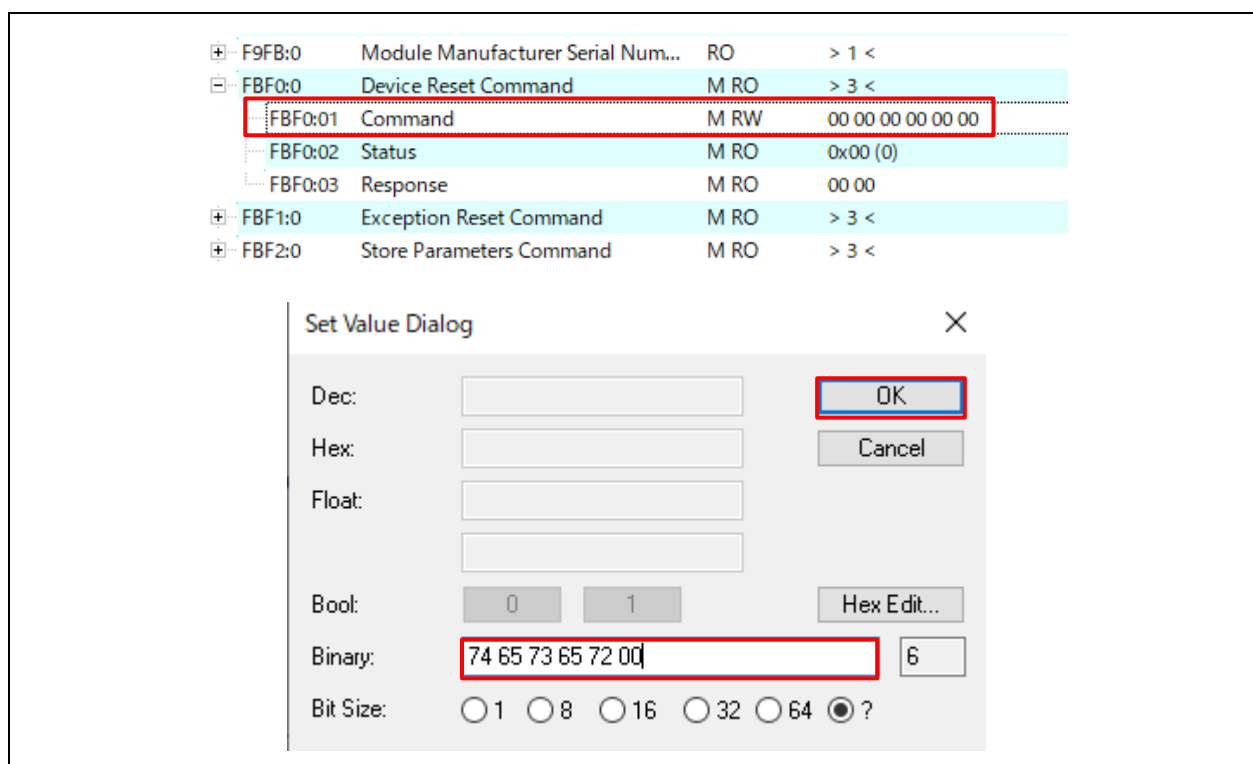 F9FB:0 Module Manufacturer Serial Num... RO > 1 <
FBF0:0 Device Reset Command M RO > 3 <
FBF0:01 Command M RW 00 00 00 00 00 00
FBF0:02 Status M RO 0x00 (0)
FBF0:03 Response M RO 00 00
FBF1:0 Exception Reset Command M RO > 3 <
FBF2:0 Store Parameters Command M RO > 3 <
Set Value Dialog
Dec: OK
Hex: Cancel
Float:
Bool: 0 1 Hex Edit...
Binary: 74 65 73 65 72 00 6
Bit Size: 1 8 16 32 64 ?